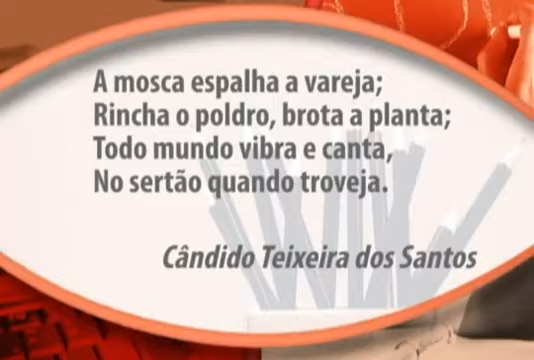 A mosca espalha a vareja;
Rincha o poldro, brota a planta;
Todo mundo vibra e canta,
No sertão quando troveja.
Cândido Teixeira dos Santos